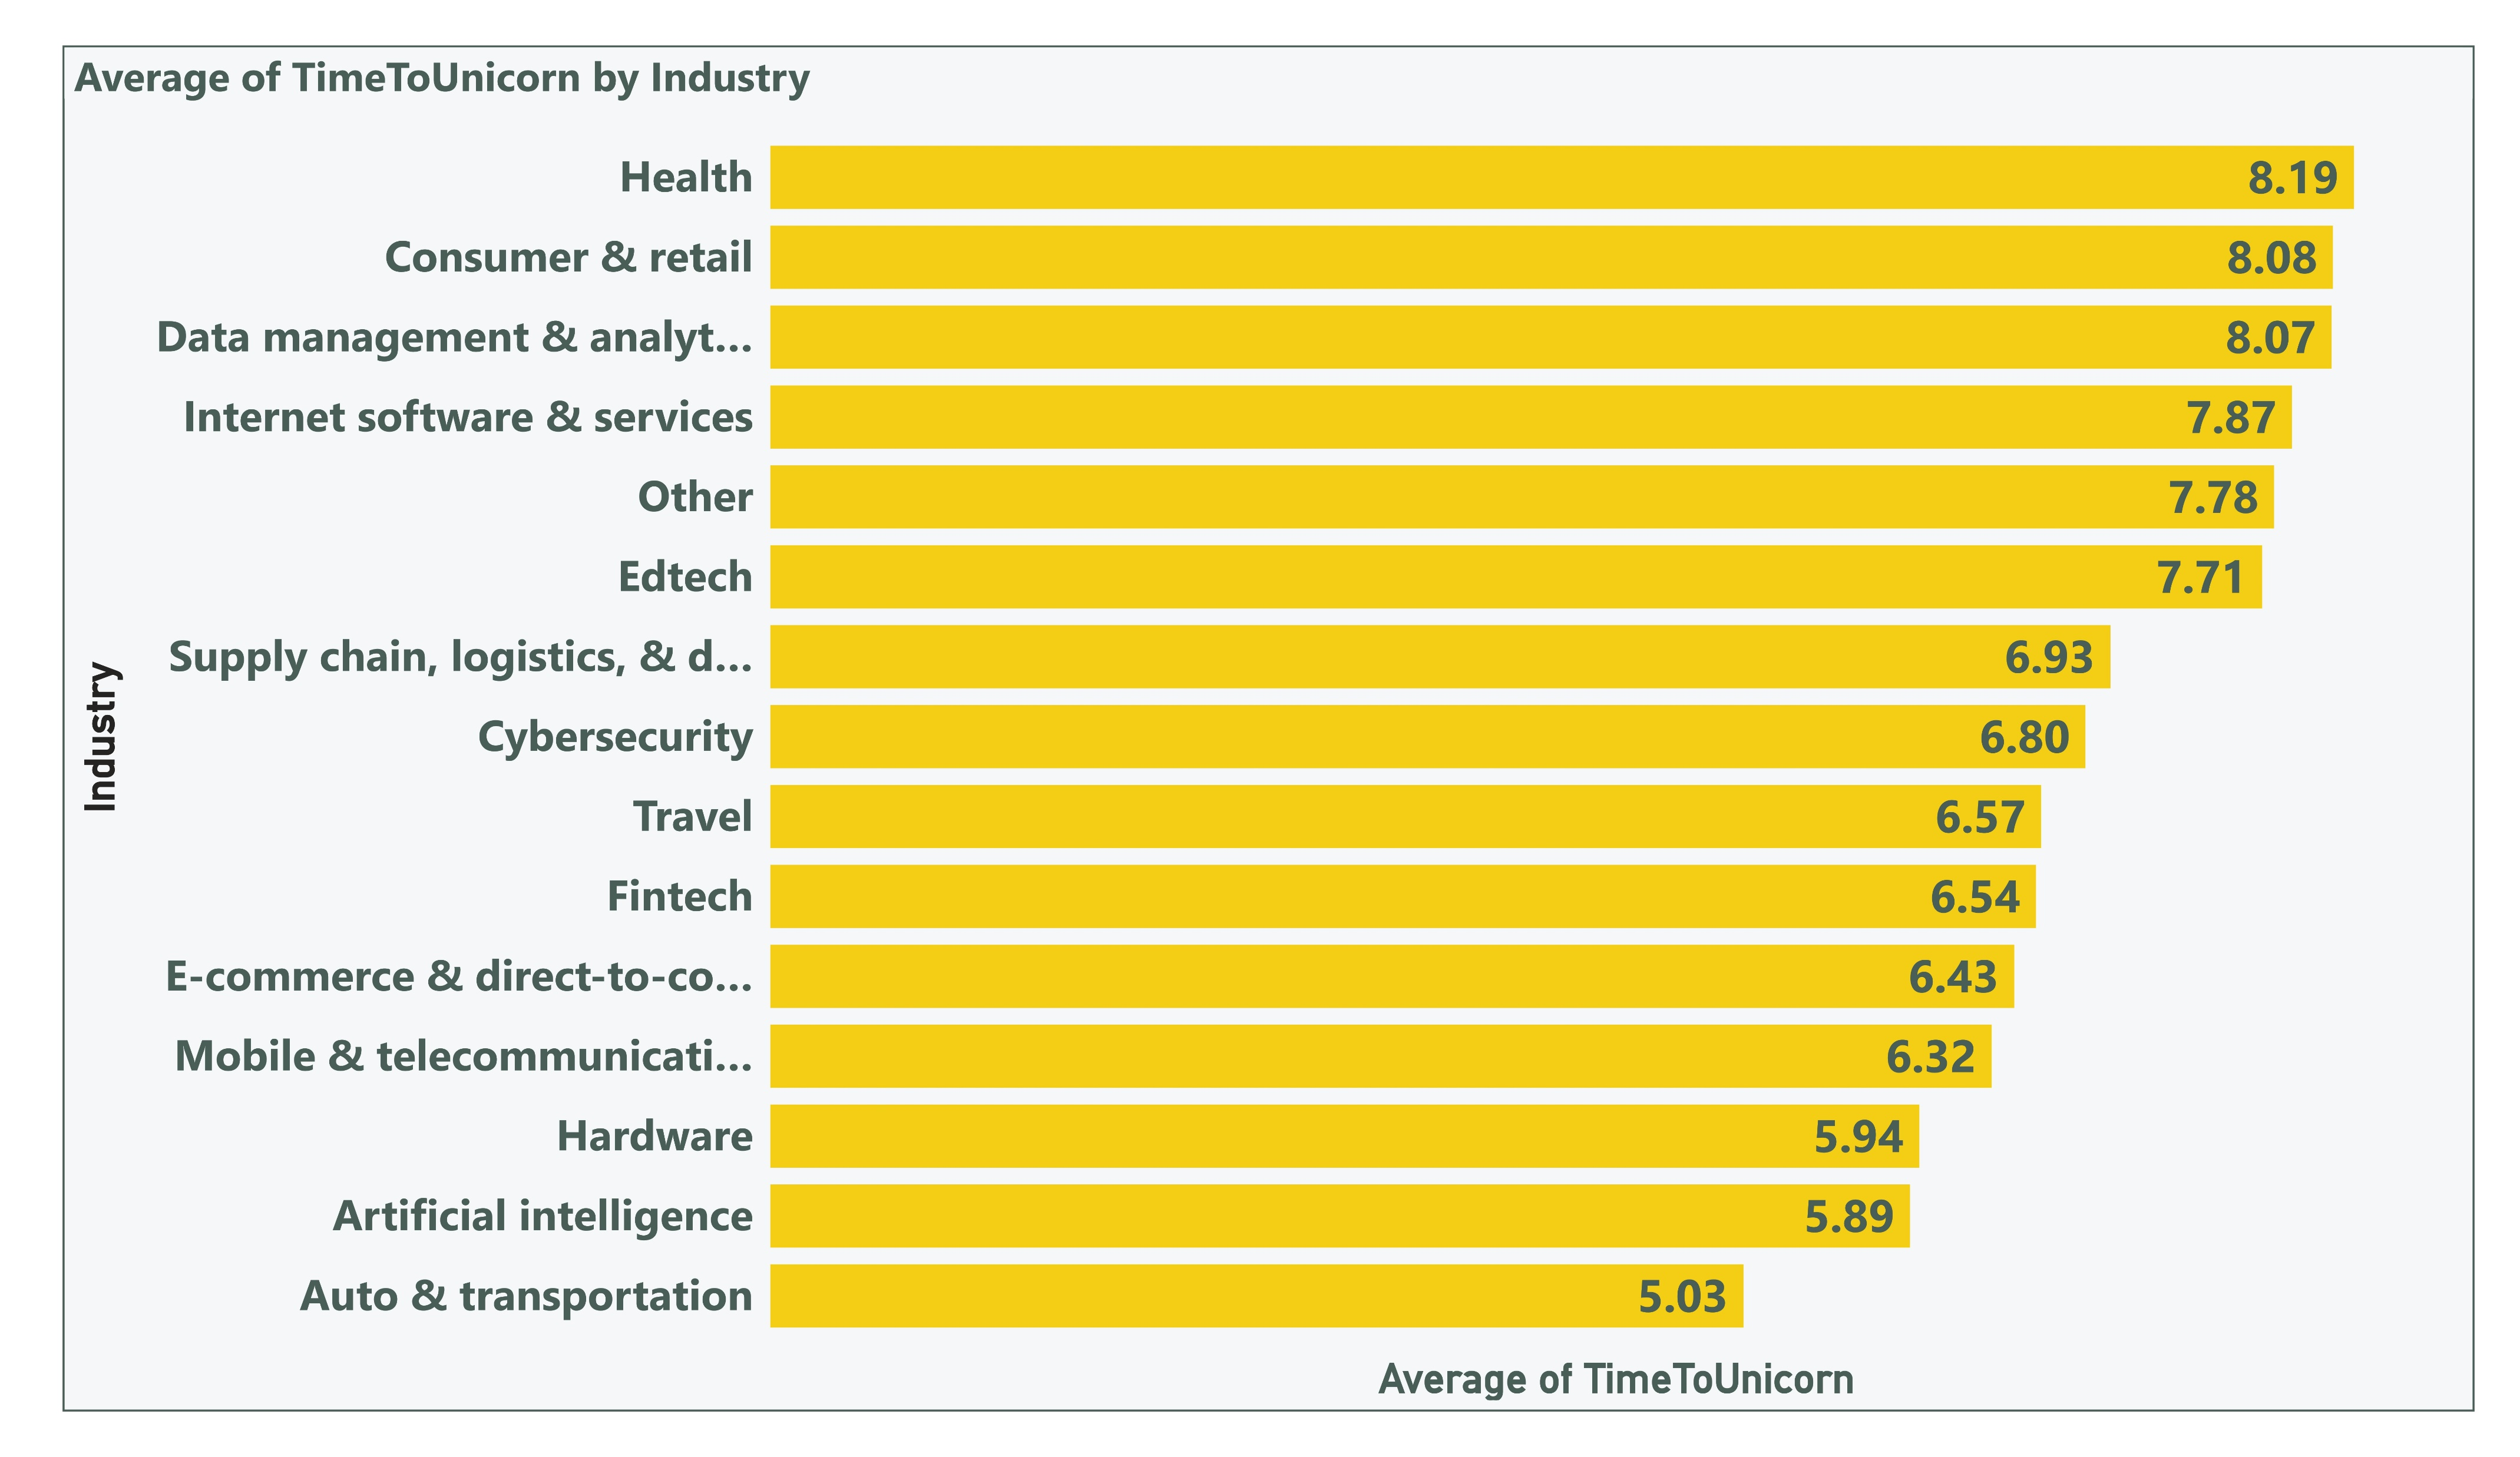 Average of TimeToUnicorn by Industry
Health 8.19
Consumer & retail 8.08
Data management & analyt... 8.07
Internet software & services 7.87
Other 7.78
Edtech 7.71
Supply chain, logistics, & d... 6.93
Cybersecurity 6.80
Travel 6.57
Fintech 6.54
E-commerce & direct-to-co... 6.43
Mobile & telecommunicati... 6.32
Hardware 5.94
Artificial intelligence 5.89
Auto & transportation 5.03
Industry
Average of TimeToUnicorn